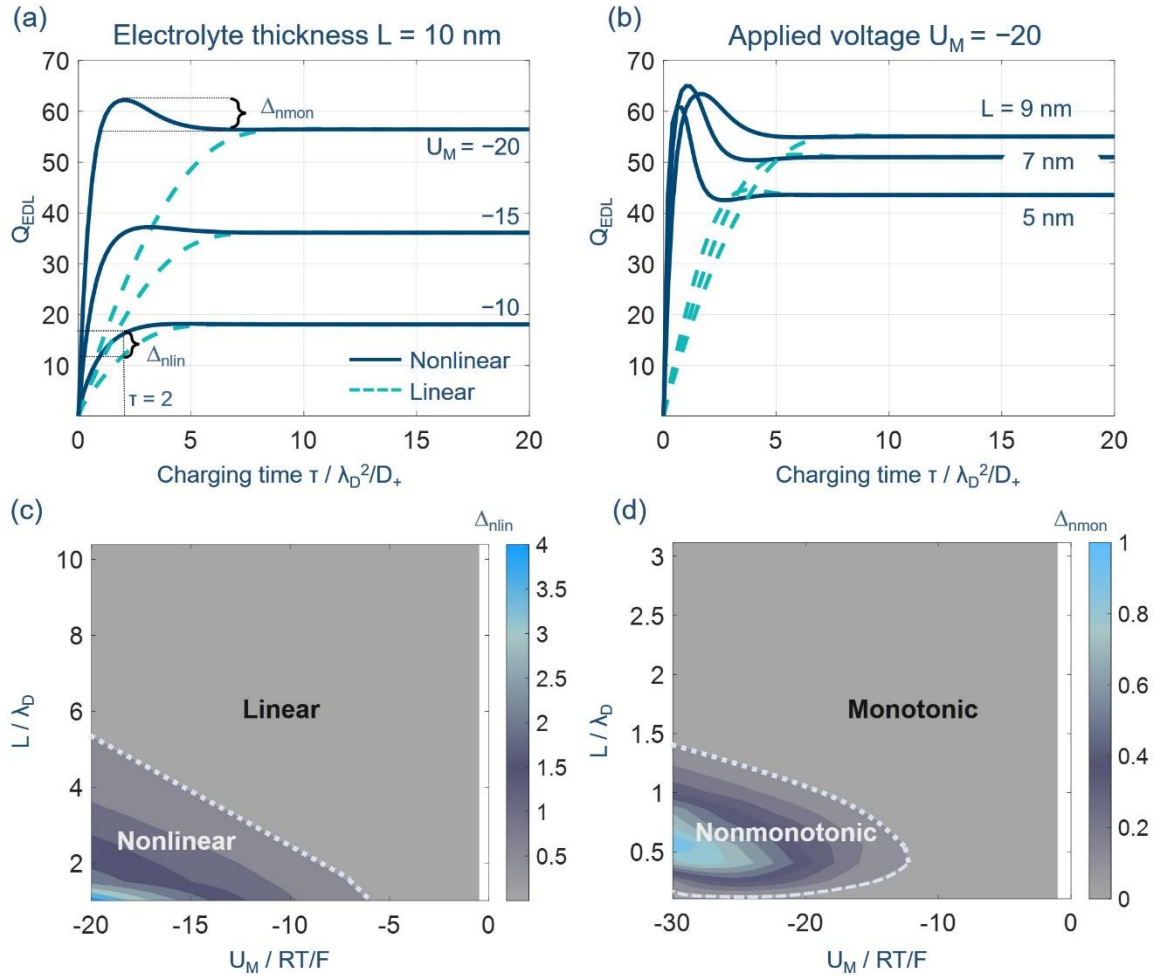 (a)
Electrolyte thickness L = 10 nm
70
60
50
40
30
20
10
Q_EDL
Δ_nmon
U_M = −20
−15
−10
Δ_nlin
τ = 2
Nonlinear
Linear
0
5
10
15
20
Charging time τ / λ_D²/D₊
(b)
Applied voltage U_M = −20
70
60
50
40
30
20
10
Q_EDL
L = 9 nm
7 nm
5 nm
0
5
10
15
20
Charging time τ / λ_D²/D₊
(c)
Δ_nlin
10
8
6
4
2
L / λ_D
Linear
Nonlinear
-20
-15
-10
-5
0
U_M / RT/F
4
3.5
3
2.5
2
1.5
1
0.5
(d)
Δ_nmon
3
2.5
2
1.5
1
0.5
L / λ_D
Monotonic
Nonmonotonic
-30
-20
-10
0
U_M / RT/F
1
0.8
0.6
0.4
0.2
0